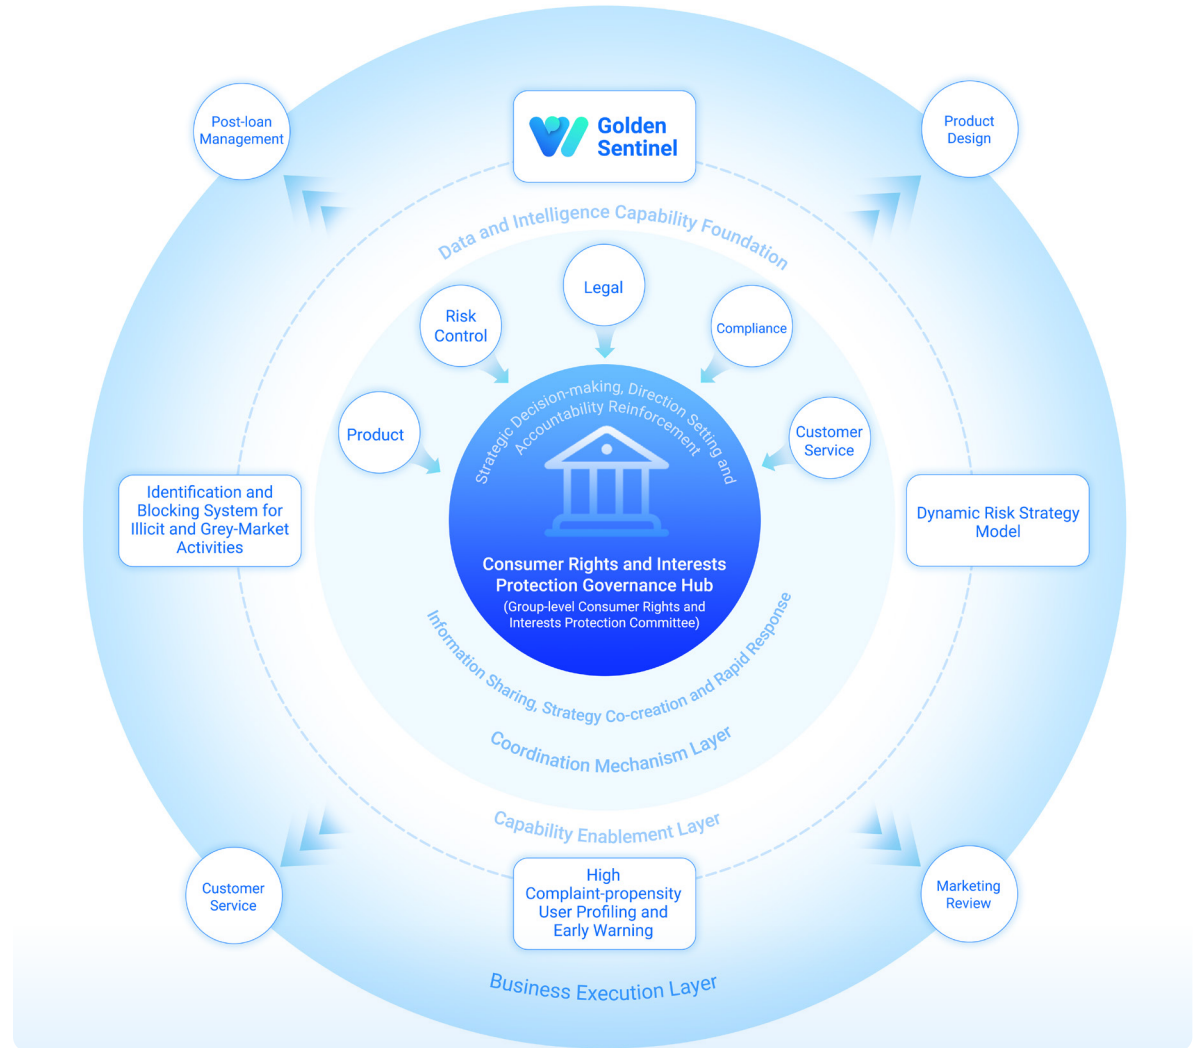 Post-loan
Management
Golden
Sentinel
Product
Design
Data and Intelligence Capability Foundation
Legal
Risk
Control
Compliance
Product
Customer
Service
Strategic Decision-making, Direction Setting and
Accountability Reinforcement
Identification and
Blocking System for
Illicit and Grey-Market
Activities
Dynamic Risk Strategy
Model
Consumer Rights and Interests
Protection Governance Hub
(Group-level Consumer Rights and
Interests Protection Committee)
Information Sharing, Strategy Co-creation and Rapid Response
Coordination Mechanism Layer
Capability Enablement Layer
Customer
Service
High
Complaint-propensity
User Profiling and
Early Warning
Marketing
Review
Business Execution Layer